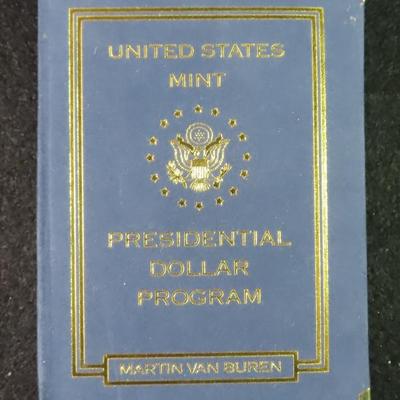 UNITED STATES
MINT
PRESIDENTIAL
DOLLAR
PROGRAM
MARTIN VAN BUREN